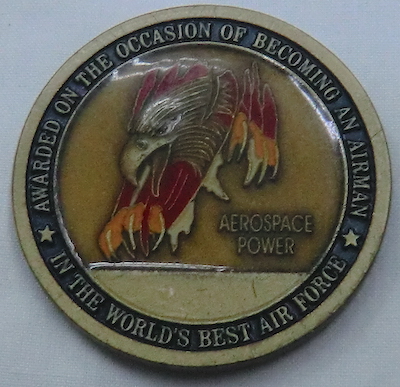 AWARDED ON THE OCCASION OF BECOMING AN AIRMAN
AEROSPACE
POWER
IN THE WORLD'S BEST AIR FORCE